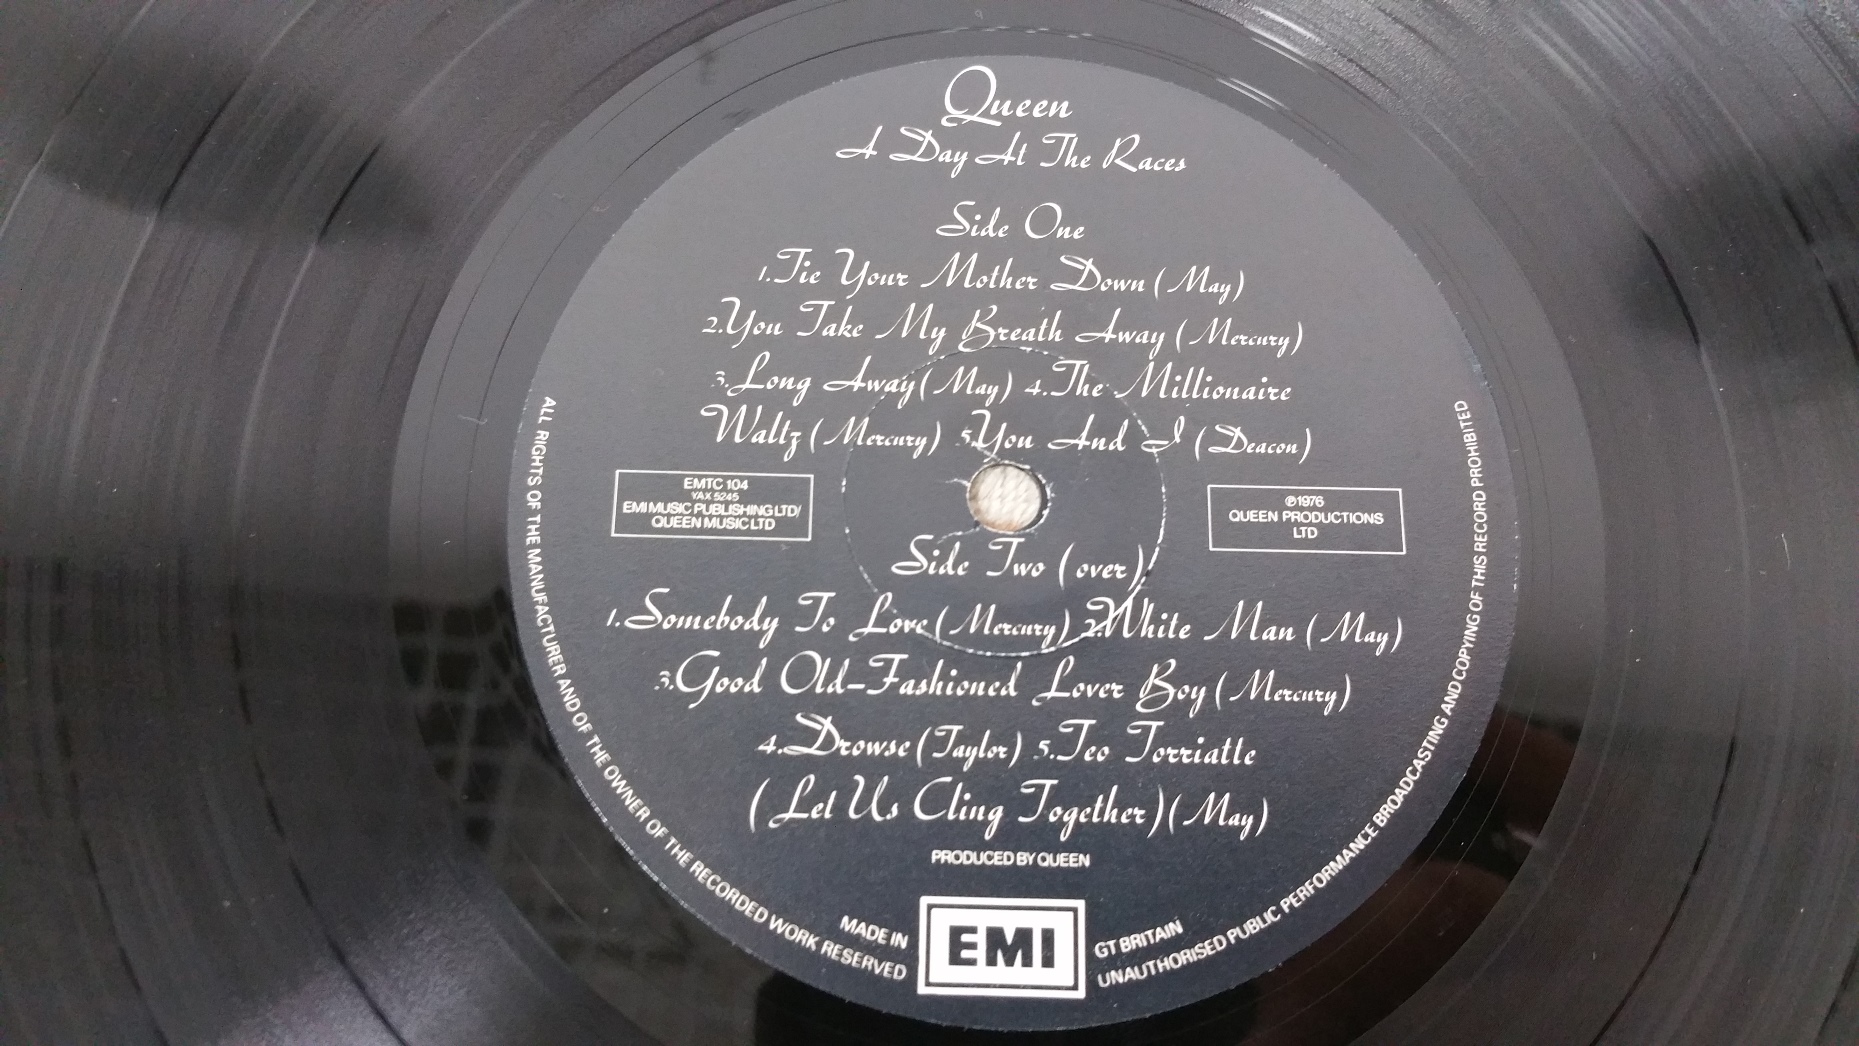 Queen
A Day At The Races
Side One
1. Tie Your Mother Down (May)
2. You Take My Breath Away (Mercury)
3. Long Away (May) 4. The Millionaire
Waltz (Mercury) 5. You And I (Deacon)
EMTC 104
YAX 5245
EMI MUSIC PUBLISHING LTD/
QUEEN MUSIC LTD
℗1976
QUEEN PRODUCTIONS
LTD
Side Two (over)
1. Somebody To Love (Mercury) 2. White Man (May)
3. Good Old-Fashioned Lover Boy (Mercury)
4. Drowse (Taylor) 5. Teo Torriatte
(Let Us Cling Together) (May)
PRODUCED BY QUEEN
MADE IN
EMI
GT BRITAIN
ALL RIGHTS OF THE MANUFACTURER AND OF THE OWNER OF THE RECORDED WORK RESERVED
UNAUTHORISED PUBLIC PERFORMANCE BROADCASTING AND COPYING OF THIS RECORD PROHIBITED